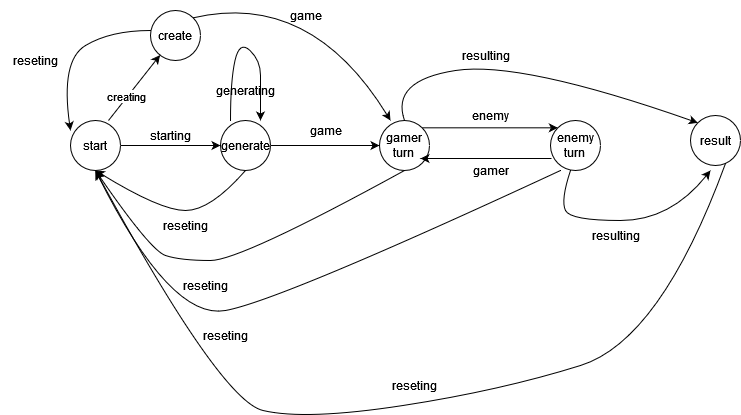 game
create
reseting
resulting
generating
creating
enemy
starting
game
start
generate
gamer
turn
enemy
turn
result
gamer
reseting
resulting
reseting
reseting
reseting